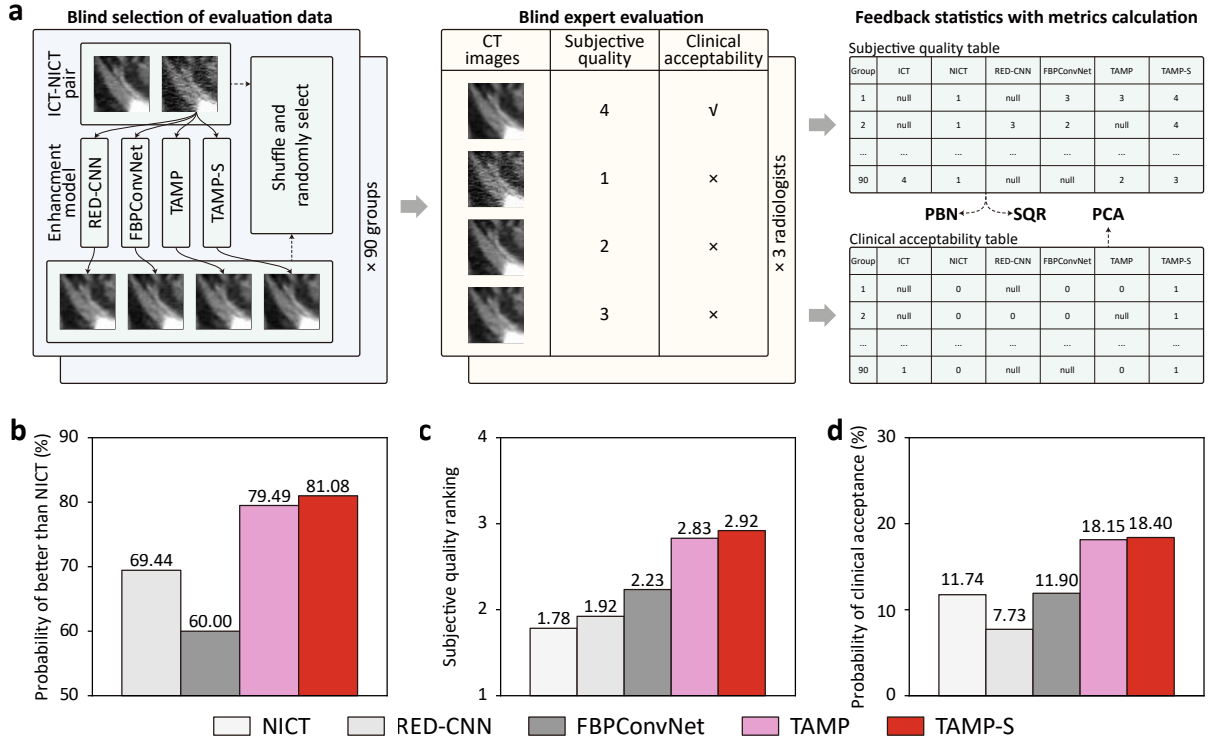 a
Blind selection of evaluation data
ICT-NICT
pair
Enhancment
model
RED-CNN
FBPConvNet
TAMP
TAMP-S
Shuffle and
randomly select
× 90 groups
Blind expert evaluation
CT
images
Subjective
quality
Clinical
acceptability
4 √
1 ×
2 ×
3 ×
× 3 radiologists
Feedback statistics with metrics calculation
Subjective quality table
Group ICT NICT RED-CNN FBPConvNet TAMP TAMP-S
1 null 1 null 3 3 4
2 null 1 3 2 null 4
... ... ... ... ... ... ...
90 4 1 null null 2 3
PBN SQR PCA
Clinical acceptability table
Group ICT NICT RED-CNN FBPConvNet TAMP TAMP-S
1 null 0 null 0 0 1
2 null 0 0 0 null 1
... ... ... ... ... ... ...
90 1 0 null null 0 1
b
Probability of better than NICT (%)
90
80
70
60
50
69.44
60.00
79.49
81.08
c
Subjective quality ranking
4
3
2
1
1.78
1.92
2.23
2.83
2.92
d
Probability of clinical acceptance (%)
30
20
10
0
11.74
7.73
11.90
18.15
18.40
NICT RED-CNN FBPConvNet TAMP TAMP-S